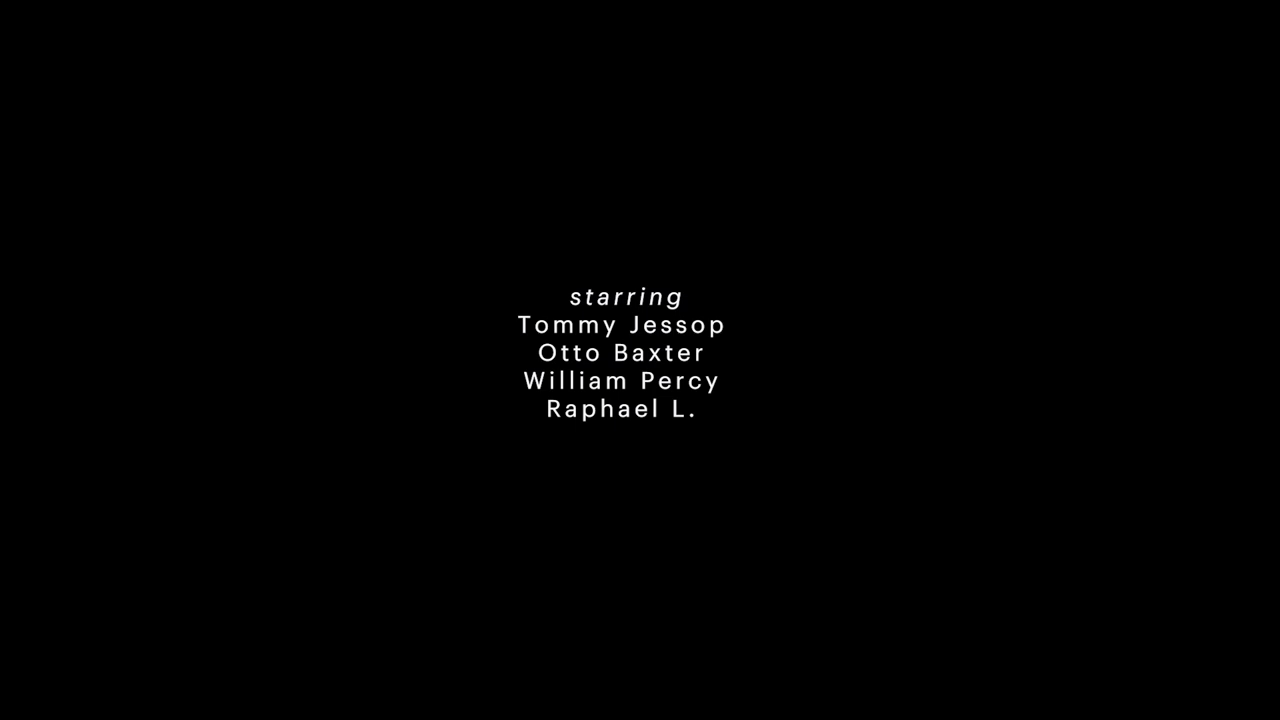 starring
Tommy Jessop
Otto Baxter
William Percy
Raphael L.